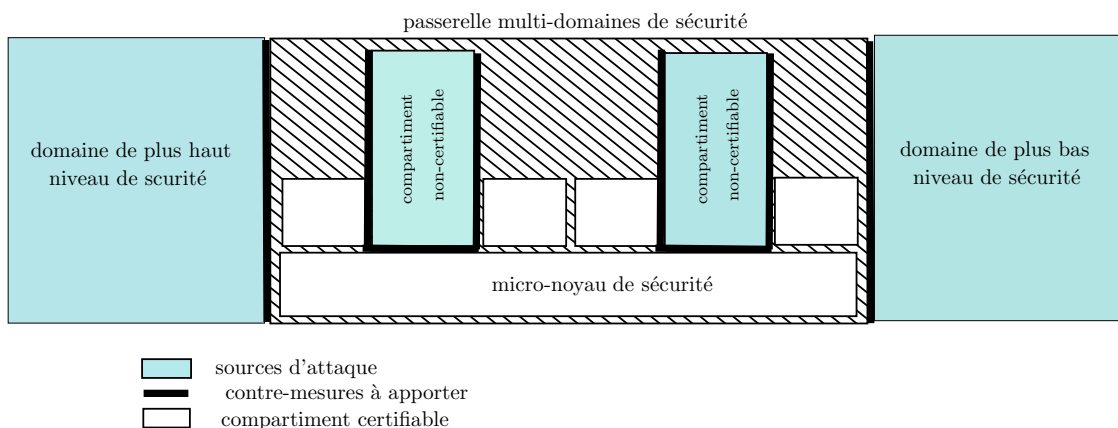 passerelle multi-domaines de sécurité
domaine de plus haut
niveau de scurité
compartiment
non-certifiable
compartiment
non-certifiable
domaine de plus bas
niveau de sécurité
micro-noyau de sécurité
sources d'attaque
contre-mesures à apporter
compartiment certifiable